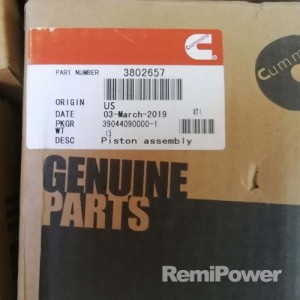 Cummins
PART NUMBER 3802657
ORIGIN US
DATE 03-March-2019
PKGR 39044090000-1
WT
DESC Piston assembly
GENUINE
PARTS
RemiPower